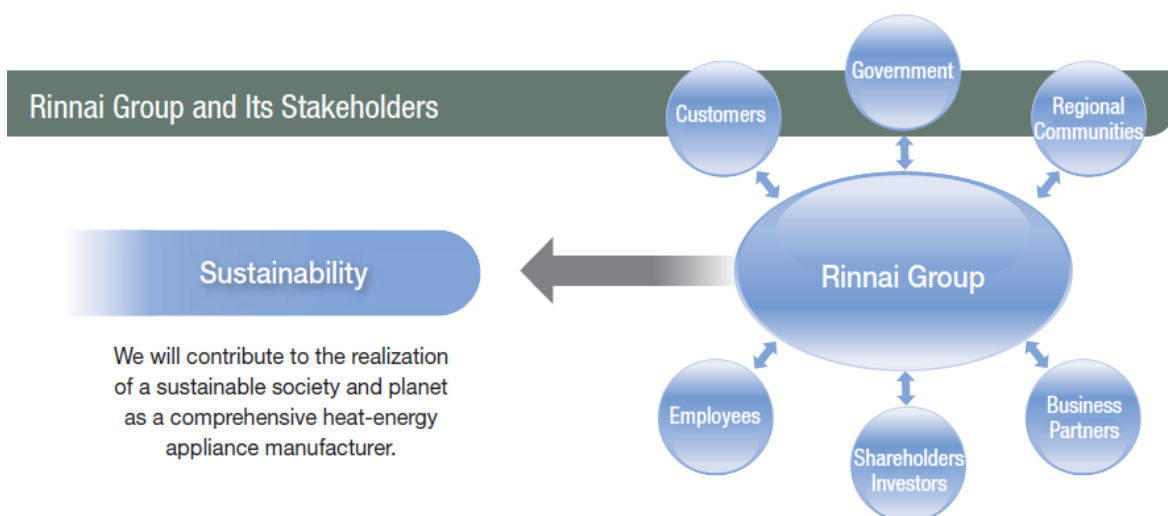 Rinnai Group and Its Stakeholders
Customers
Government
Regional
Communities
Rinnai Group
Sustainability
We will contribute to the realization
of a sustainable society and planet
as a comprehensive heat-energy
appliance manufacturer.
Employees
Shareholders
Investors
Business
Partners